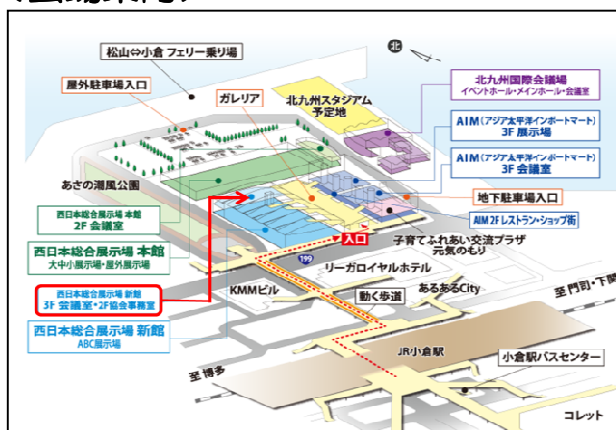 松山⇔小倉 フェリー乗り場
北
屋外駐車場入口
ガレリア
北九州スタジアム
予定地
北九州国際会議場
イベントホール・メインホール・会議室
AIM(アジア太平洋インポートマート)
3F 展示場
AIM(アジア太平洋インポートマート)
3F 会議室
あさの潮風公園
地下駐車場入口
西日本総合展示場 本館
2F 会議室
AIM 2F レストラン・ショップ街
入口
子育てふれあい交流プラザ
元気のもり
西日本総合展示場 本館
大中小展示場・屋外展示場
199
リーガロイヤルホテル
西日本総合展示場 新館
3F 会議室・2F協会事務室
KMMビル
動く歩道
あるあるCity
至 門司・下関
西日本総合展示場 新館
ABC展示場
JR小倉駅
小倉駅バスセンター
至 博多
コレット